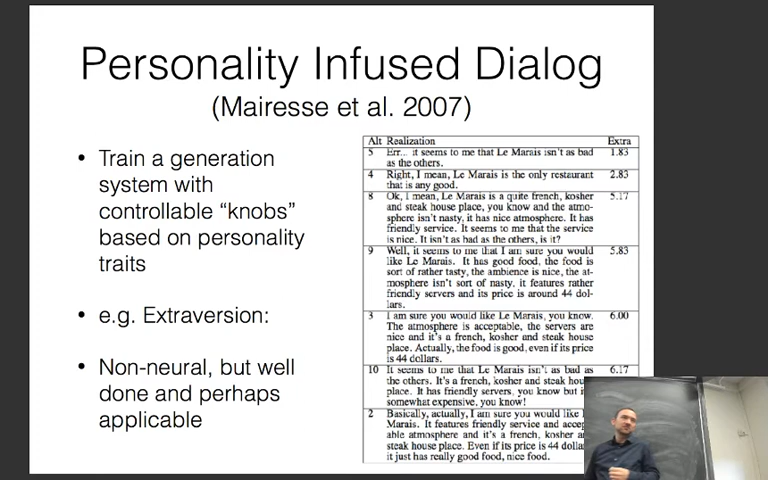 Personality Infused Dialog
(Mairesse et al. 2007)
• Train a generation
system with
controllable “knobs”
based on personality
traits
• e.g. Extraversion:
• Non-neural, but well
done and perhaps
applicable
Alt Realization Extra
5 Err... it seems to me that Le Marais isn't as bad 1.83
as the others.
4 Right, I mean, Le Marais is the only restaurant 2.83
that is any good.
8 Ok, I mean, Le Marais is a quite french, kosher 5.17
and steak house place, you know and the atmo-
sphere isn't nasty, it has nice atmosphere. It has
friendly service. It seems to me that the service
is nice. It isn't as bad as the others, is it?
9 Well, it seems to me that I am sure you would 5.83
like Le Marais. It has good food, the food is
sort of rather tasty, the ambience is nice, the at-
mosphere isn't sort of nasty, it features rather
friendly servers and its price is around 44 dol-
lars.
3 I am sure you would like Le Marais, you know. 6.00
The atmosphere is acceptable, the servers are
nice and it's a french, kosher and steak house
place. Actually, the food is good, even if its price
is 44 dollars.
10 It seems to me that Le Marais isn't as bad as 6.17
the others. It's a french, kosher and steak
place. It has friendly servers, you know but
somewhat expensive, you know!
2 Basically, actually, I am sure you would like
Marais. It features friendly service and
able atmosphere and it's a french, kosher
steak house place. Even if its price is 44
it just has really good food, nice food.